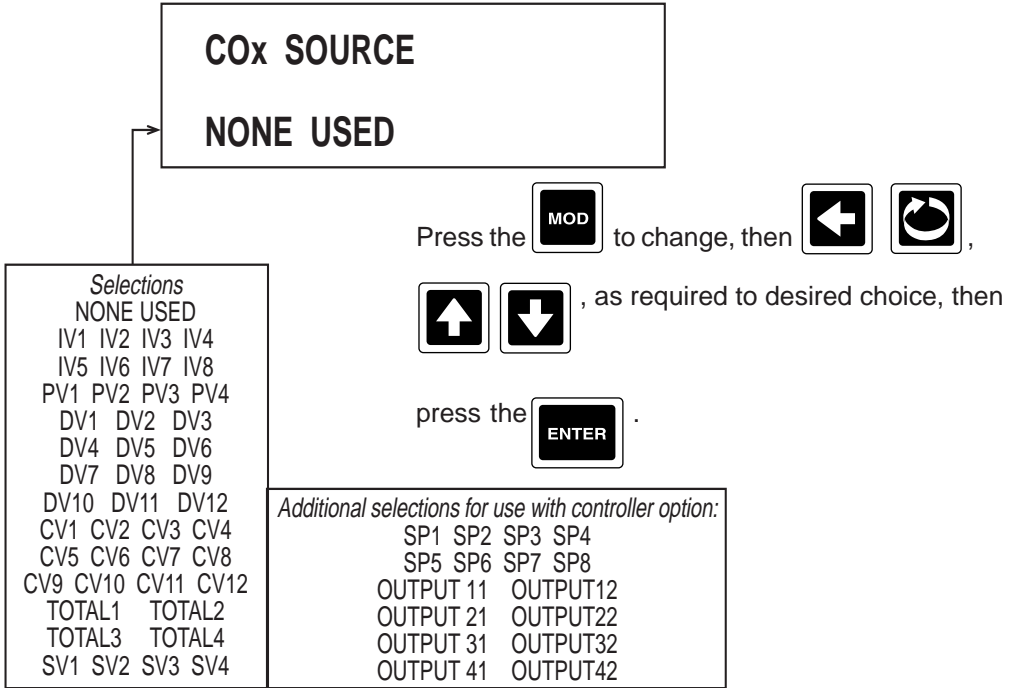 COx SOURCE
NONE USED
Press the MOD to change, then ,
, as required to desired choice, then
press the ENTER .
Selections
NONE USED
IV1 IV2 IV3 IV4
IV5 IV6 IV7 IV8
PV1 PV2 PV3 PV4
DV1 DV2 DV3
DV4 DV5 DV6
DV7 DV8 DV9
DV10 DV11 DV12
CV1 CV2 CV3 CV4
CV5 CV6 CV7 CV8
CV9 CV10 CV11 CV12
TOTAL1 TOTAL2
TOTAL3 TOTAL4
SV1 SV2 SV3 SV4
Additional selections for use with controller option:
SP1 SP2 SP3 SP4
SP5 SP6 SP7 SP8
OUTPUT 11 OUTPUT12
OUTPUT 21 OUTPUT22
OUTPUT 31 OUTPUT32
OUTPUT 41 OUTPUT42